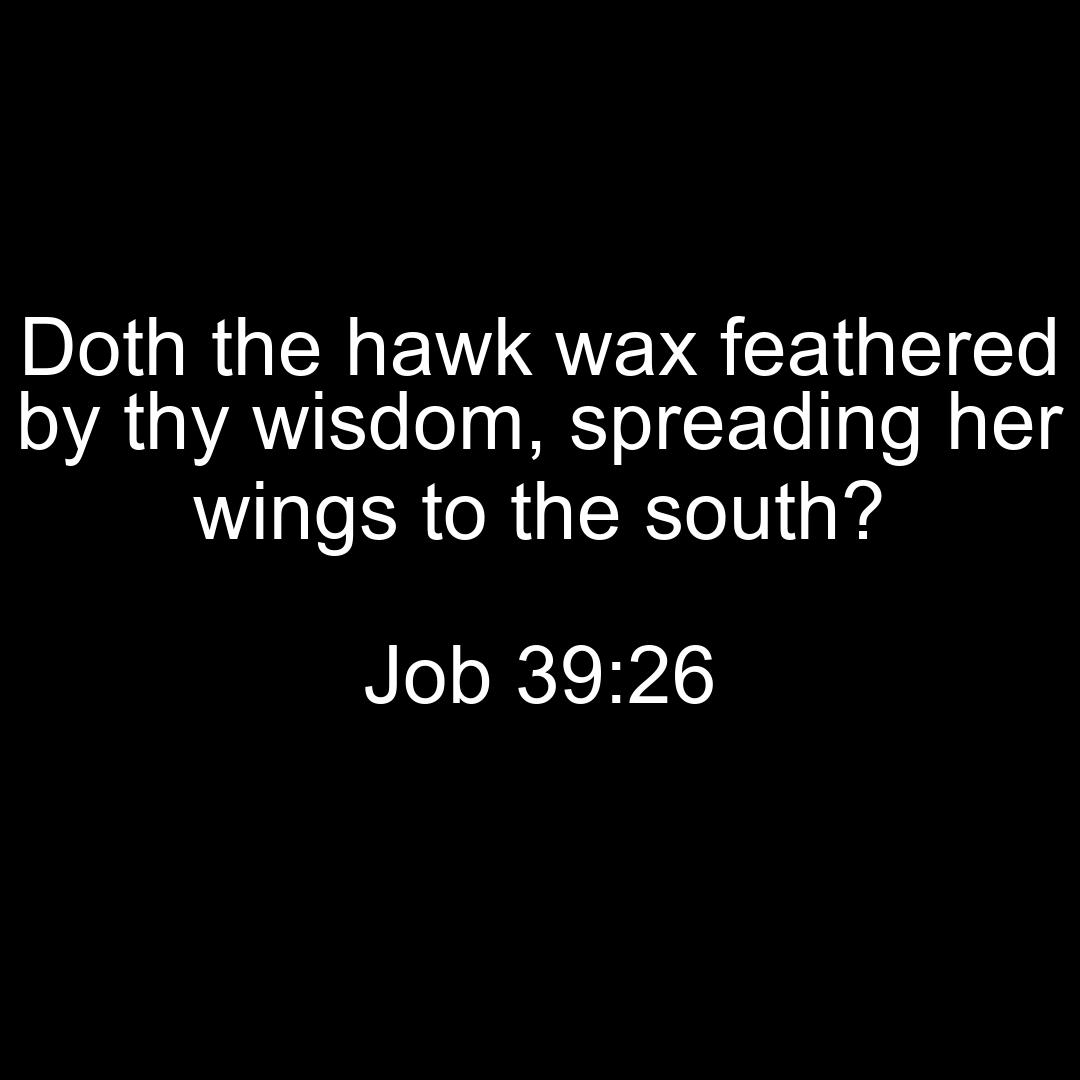 Doth the hawk wax feathered
by thy wisdom, spreading her
wings to the south?
Job 39:26